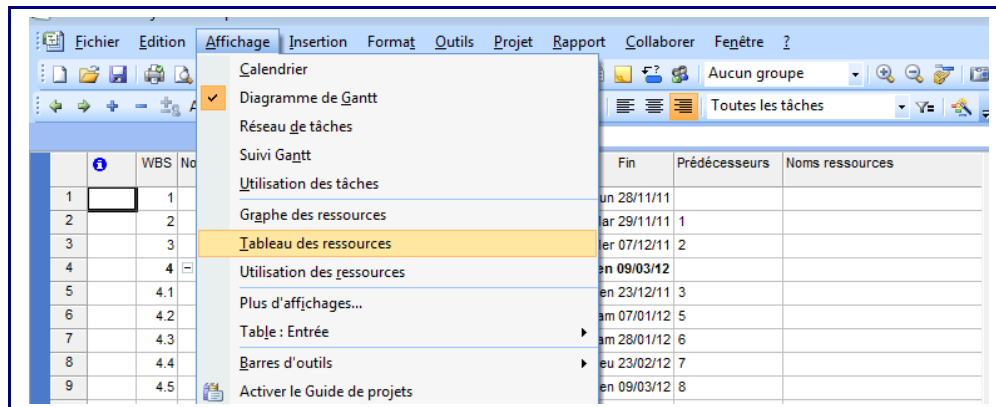 Fichier Edition Affichage Insertion Format Outils Projet Rapport Collaborer Fenêtre ?
Aucun groupe
Toutes les tâches
Calendrier
Diagramme de Gantt
Réseau de tâches
Suivi Gantt
Utilisation des tâches
Graphe des ressources
Tableau des ressources
Utilisation des ressources
Plus d'affichages...
Table : Entrée
Barres d'outils
Activer le Guide de projets
WBS No Fin Prédécesseurs Noms ressources
1 1 un 28/11/11
2 2 ar 29/11/11 1
3 3 er 07/12/11 2
4 4 en 09/03/12
5 4.1 en 23/12/11 3
6 4.2 am 07/01/12 5
7 4.3 am 28/01/12 6
8 4.4 eu 23/02/12 7
9 4.5 en 09/03/12 8